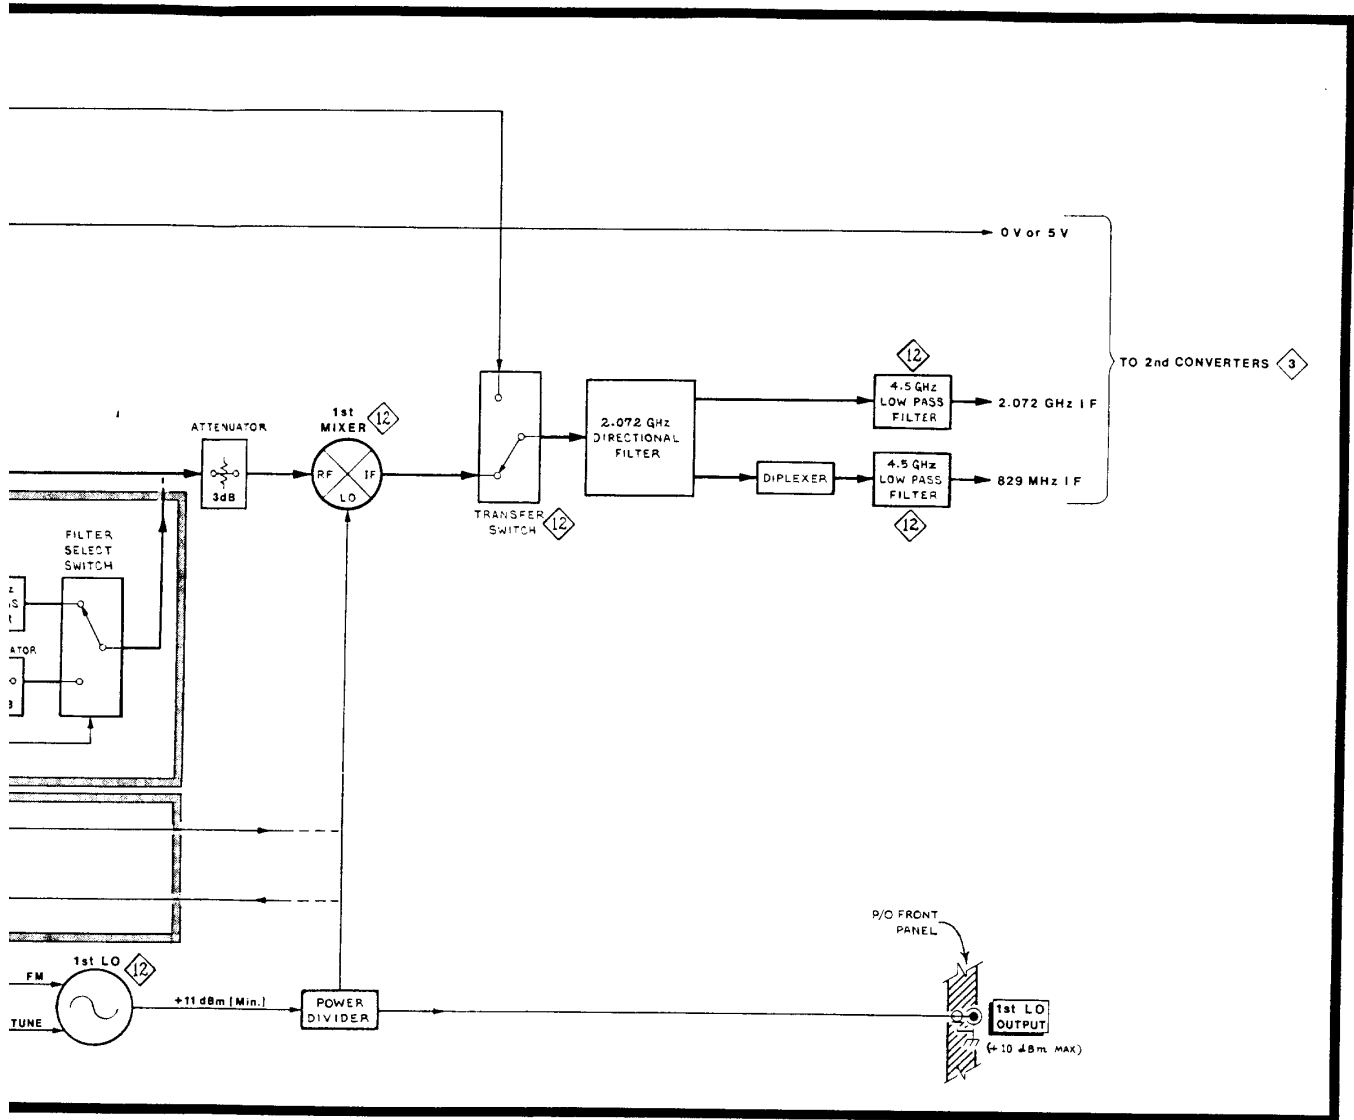 0 V or 5 V
TO 2nd CONVERTERS
3
12
4.5 GHz
LOW PASS
FILTER
2.072 GHz IF
1st
MIXER
12
ATTENUATOR
3dB
RF
IF
LO
2.072 GHz
DIRECTIONAL
FILTER
DIPLEXER
4.5 GHz
LOW PASS
FILTER
829 MHz IF
12
TRANSFER
SWITCH
12
FILTER
SELECT
SWITCH
ATOR
P/O FRONT
PANEL
1st LO
12
FM
TUNE
+11 dBm [Min.]
POWER
DIVIDER
1st LO
OUTPUT
(+10 dBm MAX)